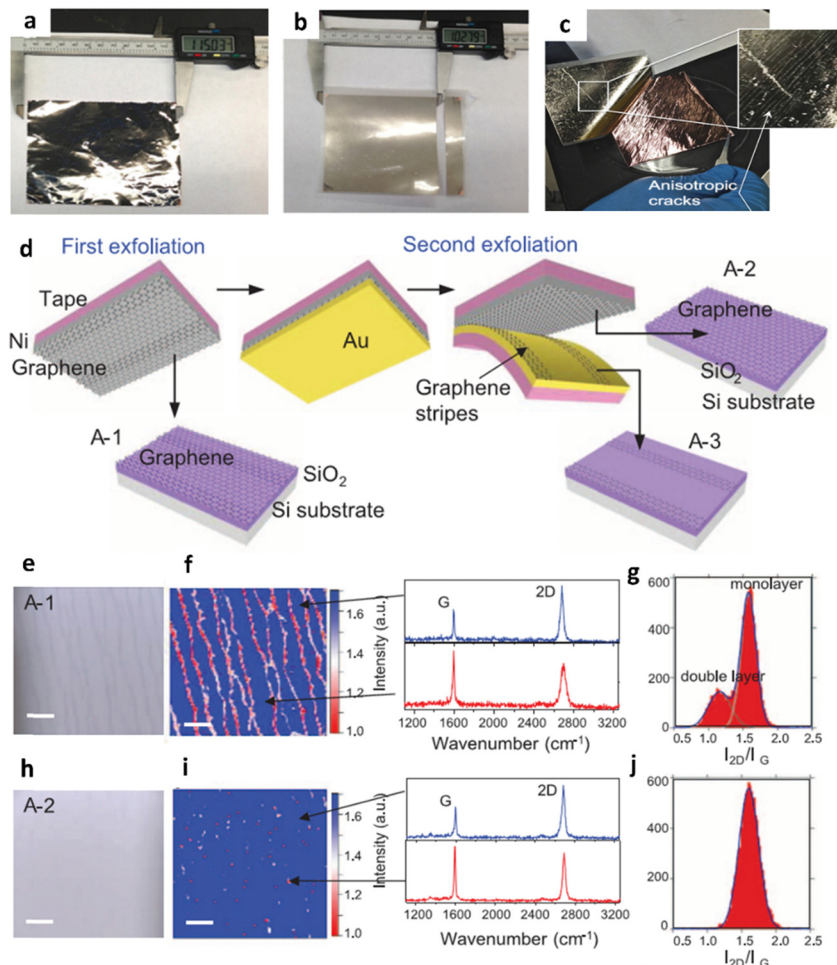 a
115.03
b
102.79
c
Anisotropic
cracks
d
First exfoliation
Second exfoliation
Tape
Ni
Graphene
Au
Graphene
stripes
A-2
Graphene
SiO2
Si substrate
A-1
Graphene
SiO2
Si substrate
A-3
e
A-1
f
1.6
1.4
1.2
1.0
Intensity (a.u.)
G
2D
1200 1600 2000 2400 2800 3200
Wavenumber (cm-1)
g
600
400
200
0
monolayer
double layer
0.5 1.0 1.5 2.0 2.5
I2D/I G
h
A-2
i
1.6
1.4
1.2
1.0
Intensity (a.u.)
G
2D
1200 1600 2000 2400 2800 3200
Wavenumber (cm-1)
j
600
400
200
0
0.5 1.0 1.5 2.0 2.5
I2D/I G